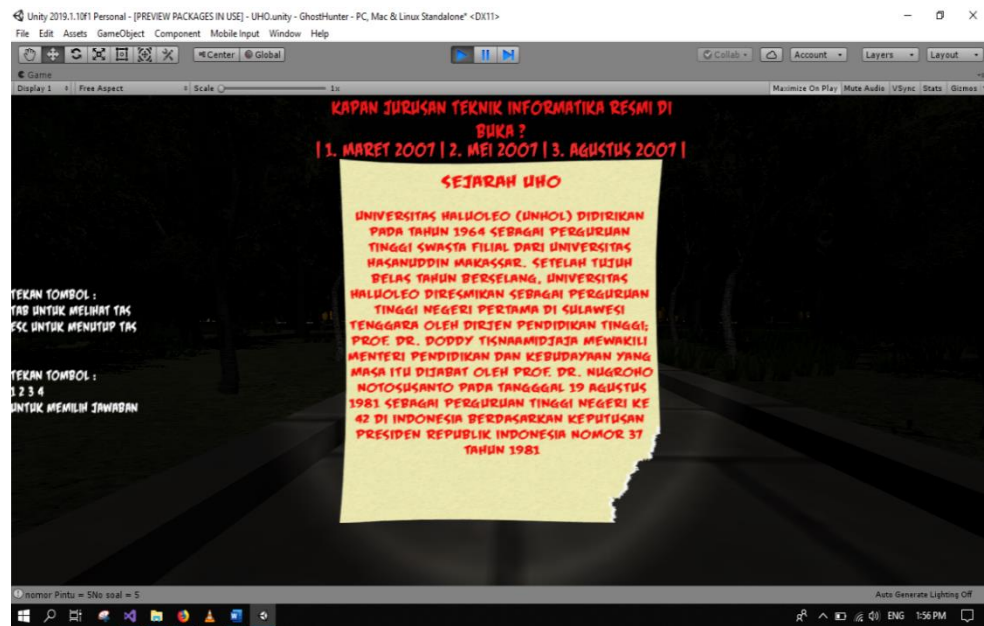 Unity 2019.1.10f1 Personal - [PREVIEW PACKAGES IN USE] - UHO.unity - GhostHunter - PC, Mac & Linux Standalone* <DX11>
File Edit Assets GameObject Component Mobile Input Window Help
Center Global Collab Account Layers Layout
Game
Display 1 Free Aspect Scale 1x Maximize On Play Mute Audio VSync Stats Gizmos
KAPAN JURUSAN TEKNIK INFORMATIKA RESMI DI
BUKA ?
| 1. MARET 2007 | 2. MEI 2007 | 3. AGUSTUS 2007 |
SEJARAH UHO
UNIVERSITAS HALUOLEO (UNHOL) DIDIRIKAN
PADA TAHUN 1964 SEBAGAI PERGURUAN
TINGGI SWASTA FILIAL DARI UNIVERSITAS
HASANUDDIN MAKASSAR. SETELAH TUJUH
BELAS TAHUN BERSELANG, UNIVERSITAS
HALUOLEO DIRESMIKAN SEBAGAI PERGURUAN
TINGGI NEGERI PERTAMA DI SULAWESI
TENGGARA OLEH DIRJEN PENDIDIKAN TINGGI;
PROF. DR. DODDY TISNAAMIDJAJA MEWAKILI
MENTERI PENDIDIKAN DAN KEBUDAYAAN YANG
MASA ITU DIJABAT OLEH PROF. DR. NUGROHO
NOTOSUSANTO PADA TANGGGAL 19 AGUSTUS
1981 SEBAGAI PERGURUAN TINGGI NEGERI KE
42 DI INDONESIA BERDASARKAN KEPUTUSAN
PRESIDEN REPUBLIK INDONESIA NOMOR 37
TAHUN 1981
TEKAN TOMBOL :
TAB UNTUK MELIHAT TAS
ESC UNTUK MENUTUP TAS
TEKAN TOMBOL :
1 2 3 4
UNTUK MEMILIH JAWABAN
nomor Pintu = 5No soal = 5
Auto Generate Lighting Off
ENG 1:56 PM